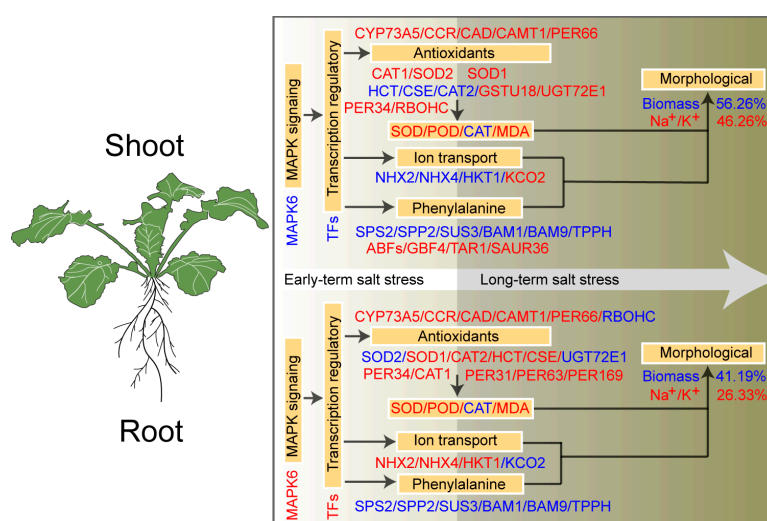 Shoot
Root
MAPK signaing
MAPK6
Transcription regulatory
TFs
CYP73A5/CCR/CAD/CAMT1/PER66
Antioxidants
CAT1/SOD2 SOD1
HCT/CSE/CAT2/GSTU18/UGT72E1
PER34/RBOHC
SOD/POD/CAT/MDA
Ion transport
NHX2/NHX4/HKT1/KCO2
Phenylalanine
SPS2/SPP2/SUS3/BAM1/BAM9/TPPH
ABFs/GBF4/TAR1/SAUR36
Morphological
Biomass 56.26%
Na+/K+ 46.26%
Early-term salt stress Long-term salt stress
MAPK signaing
MAPK6
Transcription regulatory
TFs
CYP73A5/CCR/CAD/CAMT1/PER66/RBOHC
Antioxidants
SOD2/SOD1/CAT2/HCT/CSE/UGT72E1
PER34/CAT1 PER31/PER63/PER169
SOD/POD/CAT/MDA
Ion transport
NHX2/NHX4/HKT1/KCO2
Phenylalanine
SPS2/SPP2/SUS3/BAM1/BAM9/TPPH
Morphological
Biomass 41.19%
Na+/K+ 26.33%